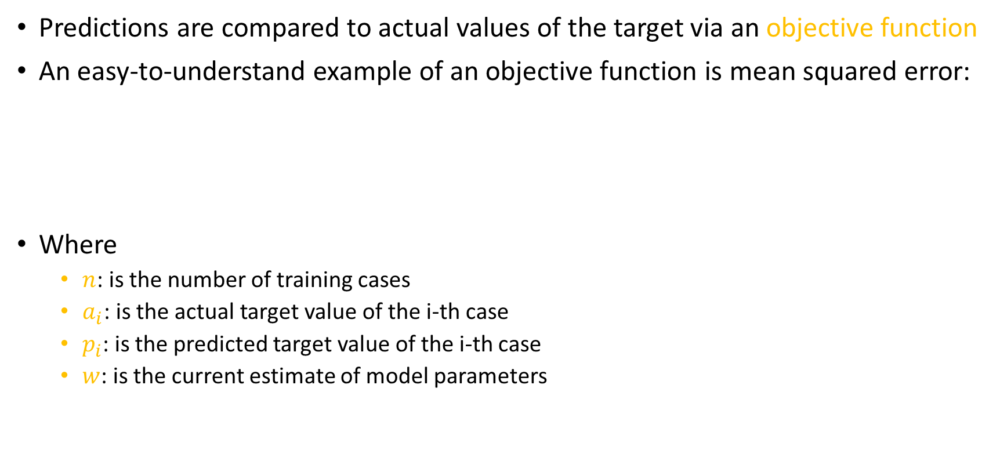 • Predictions are compared to actual values of the target via an objective function
• An easy-to-understand example of an objective function is mean squared error:
• Where
• n: is the number of training cases
• aᵢ: is the actual target value of the i-th case
• pᵢ: is the predicted target value of the i-th case
• w: is the current estimate of model parameters